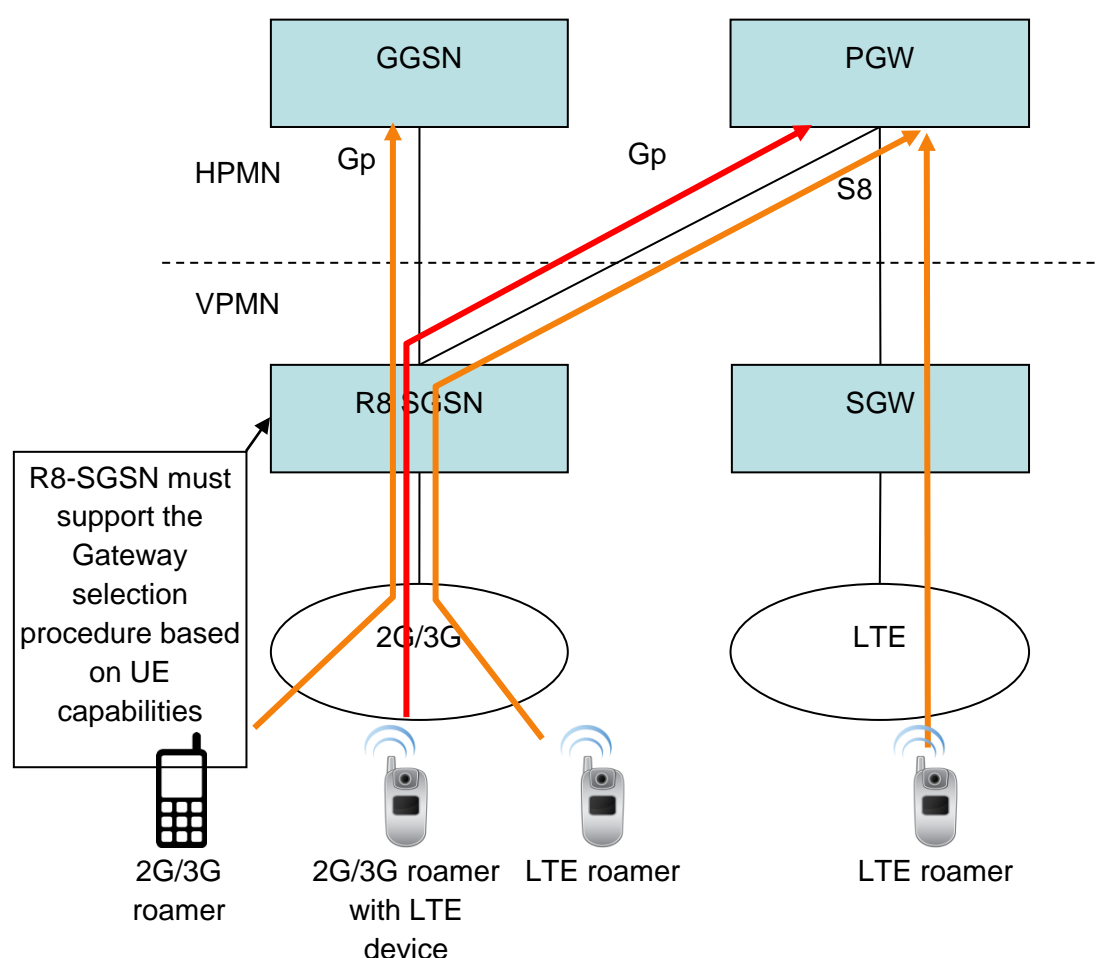 GGSN
PGW
Gp
Gp
HPMN
S8
VPMN
R8 SGSN
SGW
R8-SGSN must
support the
Gateway
selection
procedure based
on UE
capabilities
2G/3G
LTE
2G/3G
roamer
2G/3G roamer
with LTE
device
LTE roamer
LTE roamer